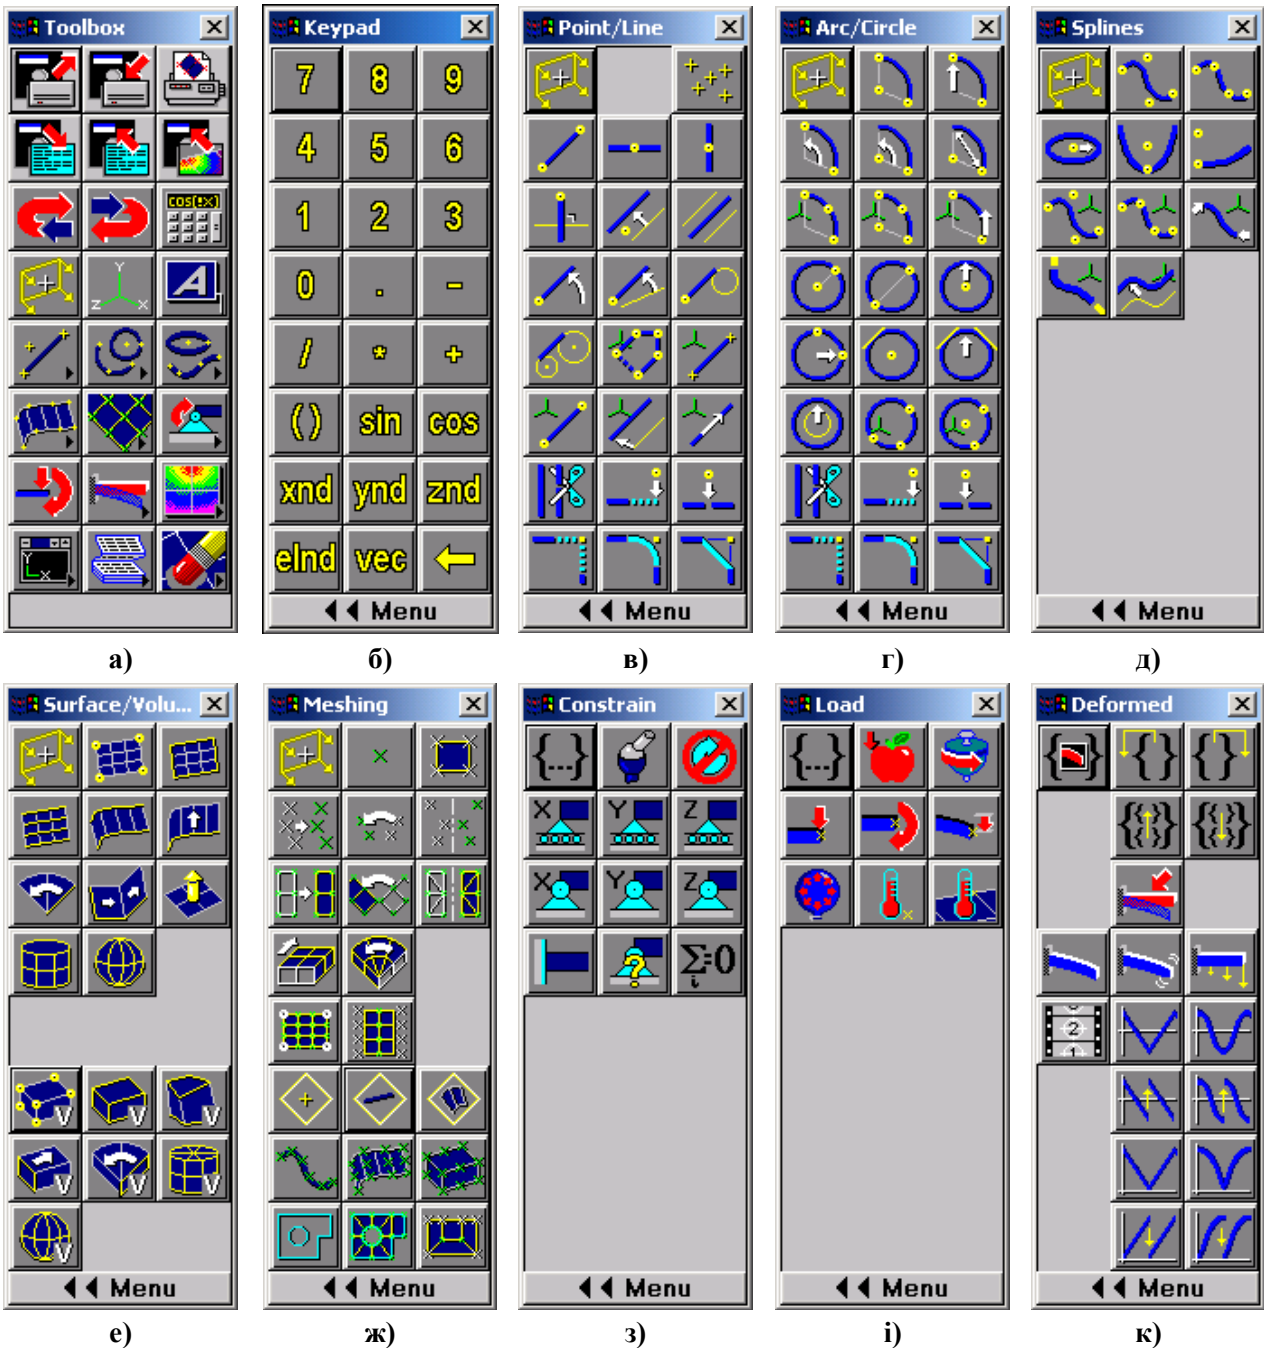 Toolbox
COS(!X)
Y
Z X
A
Y
X
а)
Keypad
7 8 9
4 5 6
1 2 3
0 . -
/ * +
() sin cos
xnd ynd znd
elnd vec
Menu
б)
Point/Line
Menu
в)
Arc/Circle
Menu
г)
Splines
Menu
д)
Surface/Volu...
V V V
V V V
V
Menu
е)
Meshing
Menu
ж)
Constrain
{...}
X Y Z
X Y Z
? Σi=0
Menu
з)
Load
{...}
Menu
і)
Deformed
{ } { } { }
{{}} {{}}
2
1
Menu
к)